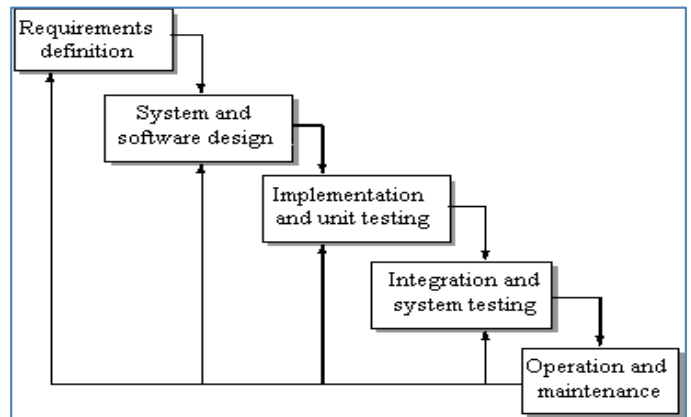 Requirements
definition
System and
software design
Implementation
and unit testing
Integration and
system testing
Operation and
maintenance